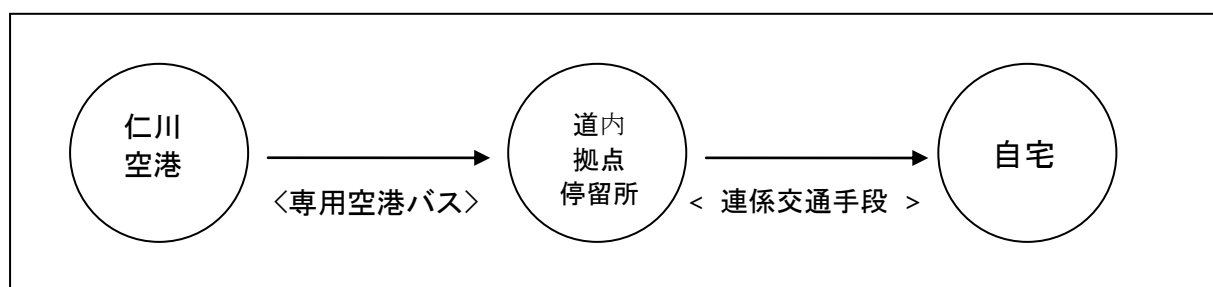 仁川
空港
<専用空港バス>
道内
拠点
停留所
< 連係交通手段 >
自宅